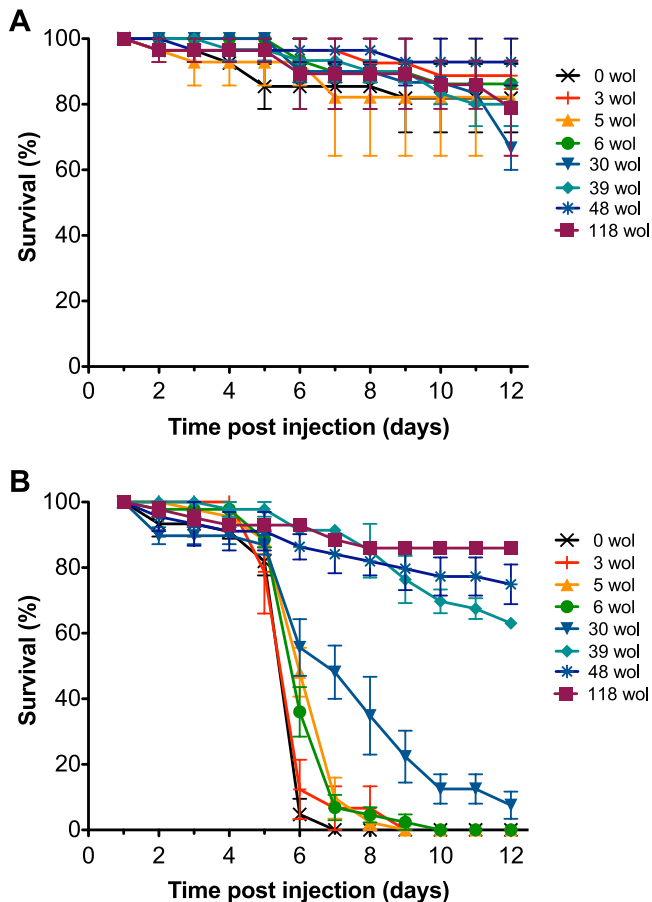 A
100
80
60
40
20
0
Survival (%)
0 2 4 6 8 10 12
Time post injection (days)
0 wol
3 wol
5 wol
6 wol
30 wol
39 wol
48 wol
118 wol
B
100
80
60
40
20
0
Survival (%)
0 2 4 6 8 10 12
Time post injection (days)
0 wol
3 wol
5 wol
6 wol
30 wol
39 wol
48 wol
118 wol